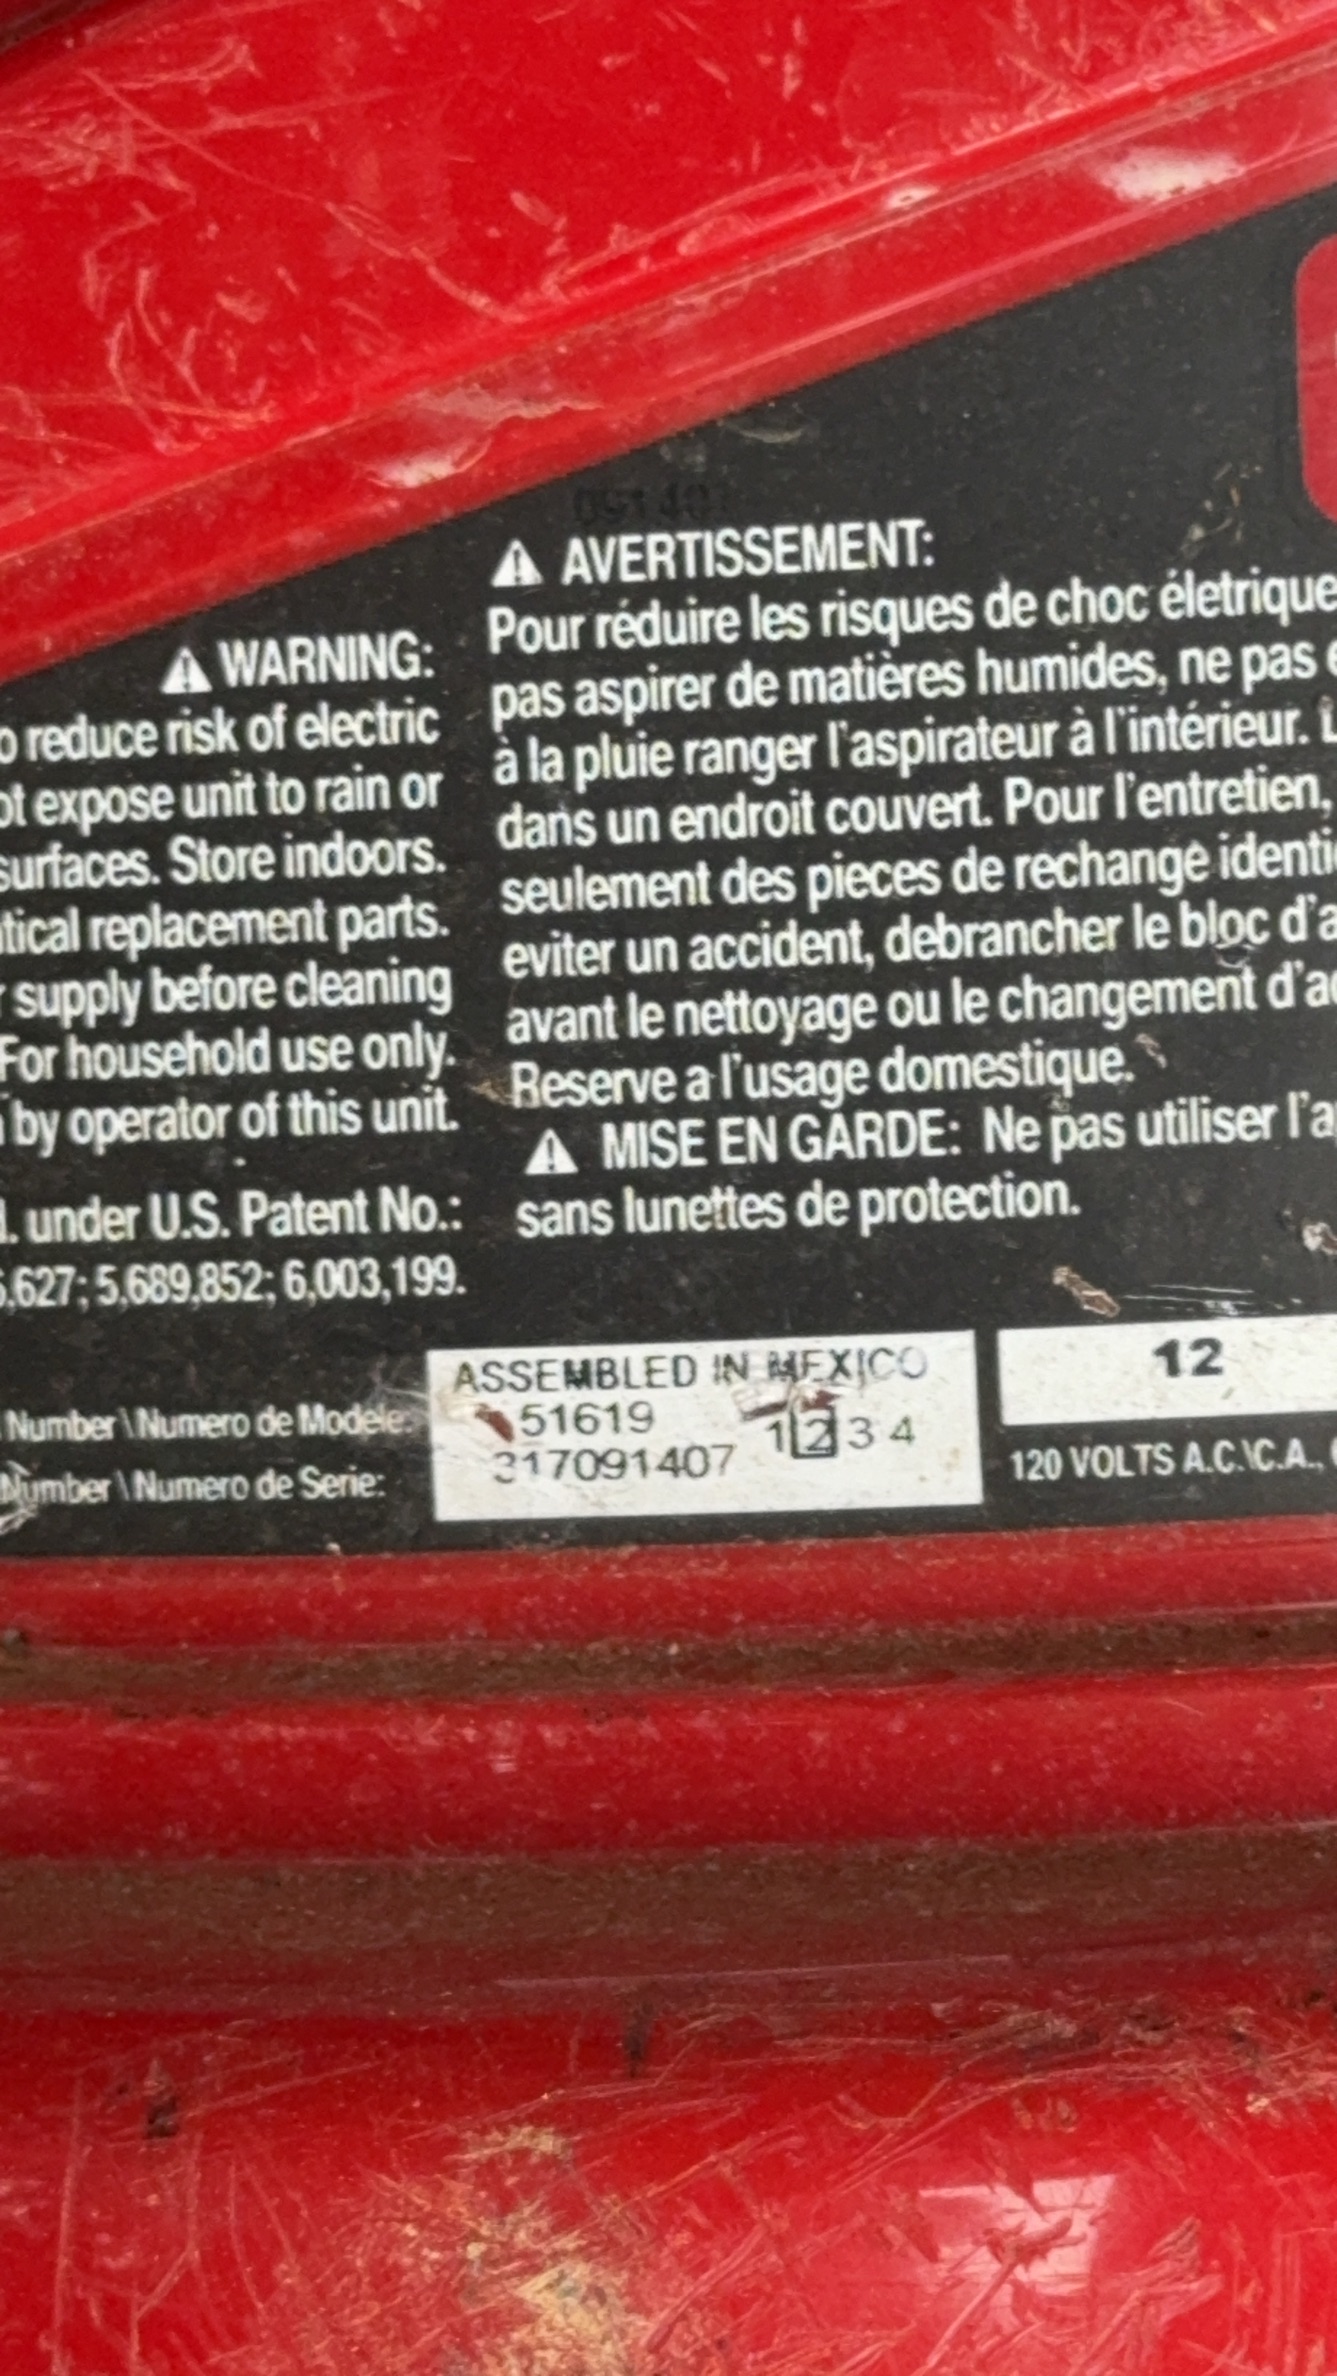 WARNING:
reduce risk of electric
expose unit to rain or
surfaces. Store indoors.
replacement parts.
supply before cleaning
For household use only.
by operator of this unit.
under U.S. Patent No.:
5,689,852; 6,003,199.
AVERTISSEMENT:
Pour réduire les risques de choc életrique
pas aspirer de matières humides, ne pas
à la pluie ranger l'aspirateur à l'intérieur.
dans un endroit couvert. Pour l'entretien,
seulement des pieces de rechange
eviter un accident, debrancher le bloc
avant le nettoyage ou le changement
Reserve a l'usage domestique.
MISE EN GARDE: Ne pas utiliser
sans lunettes de protection.
ASSEMBLED IN MEXICO
Number \ Numero de Modele: 51619
1 2 3 4
Number \ Numero de Serie: 317091407
12
120 VOLTS A.C.\C.A.,